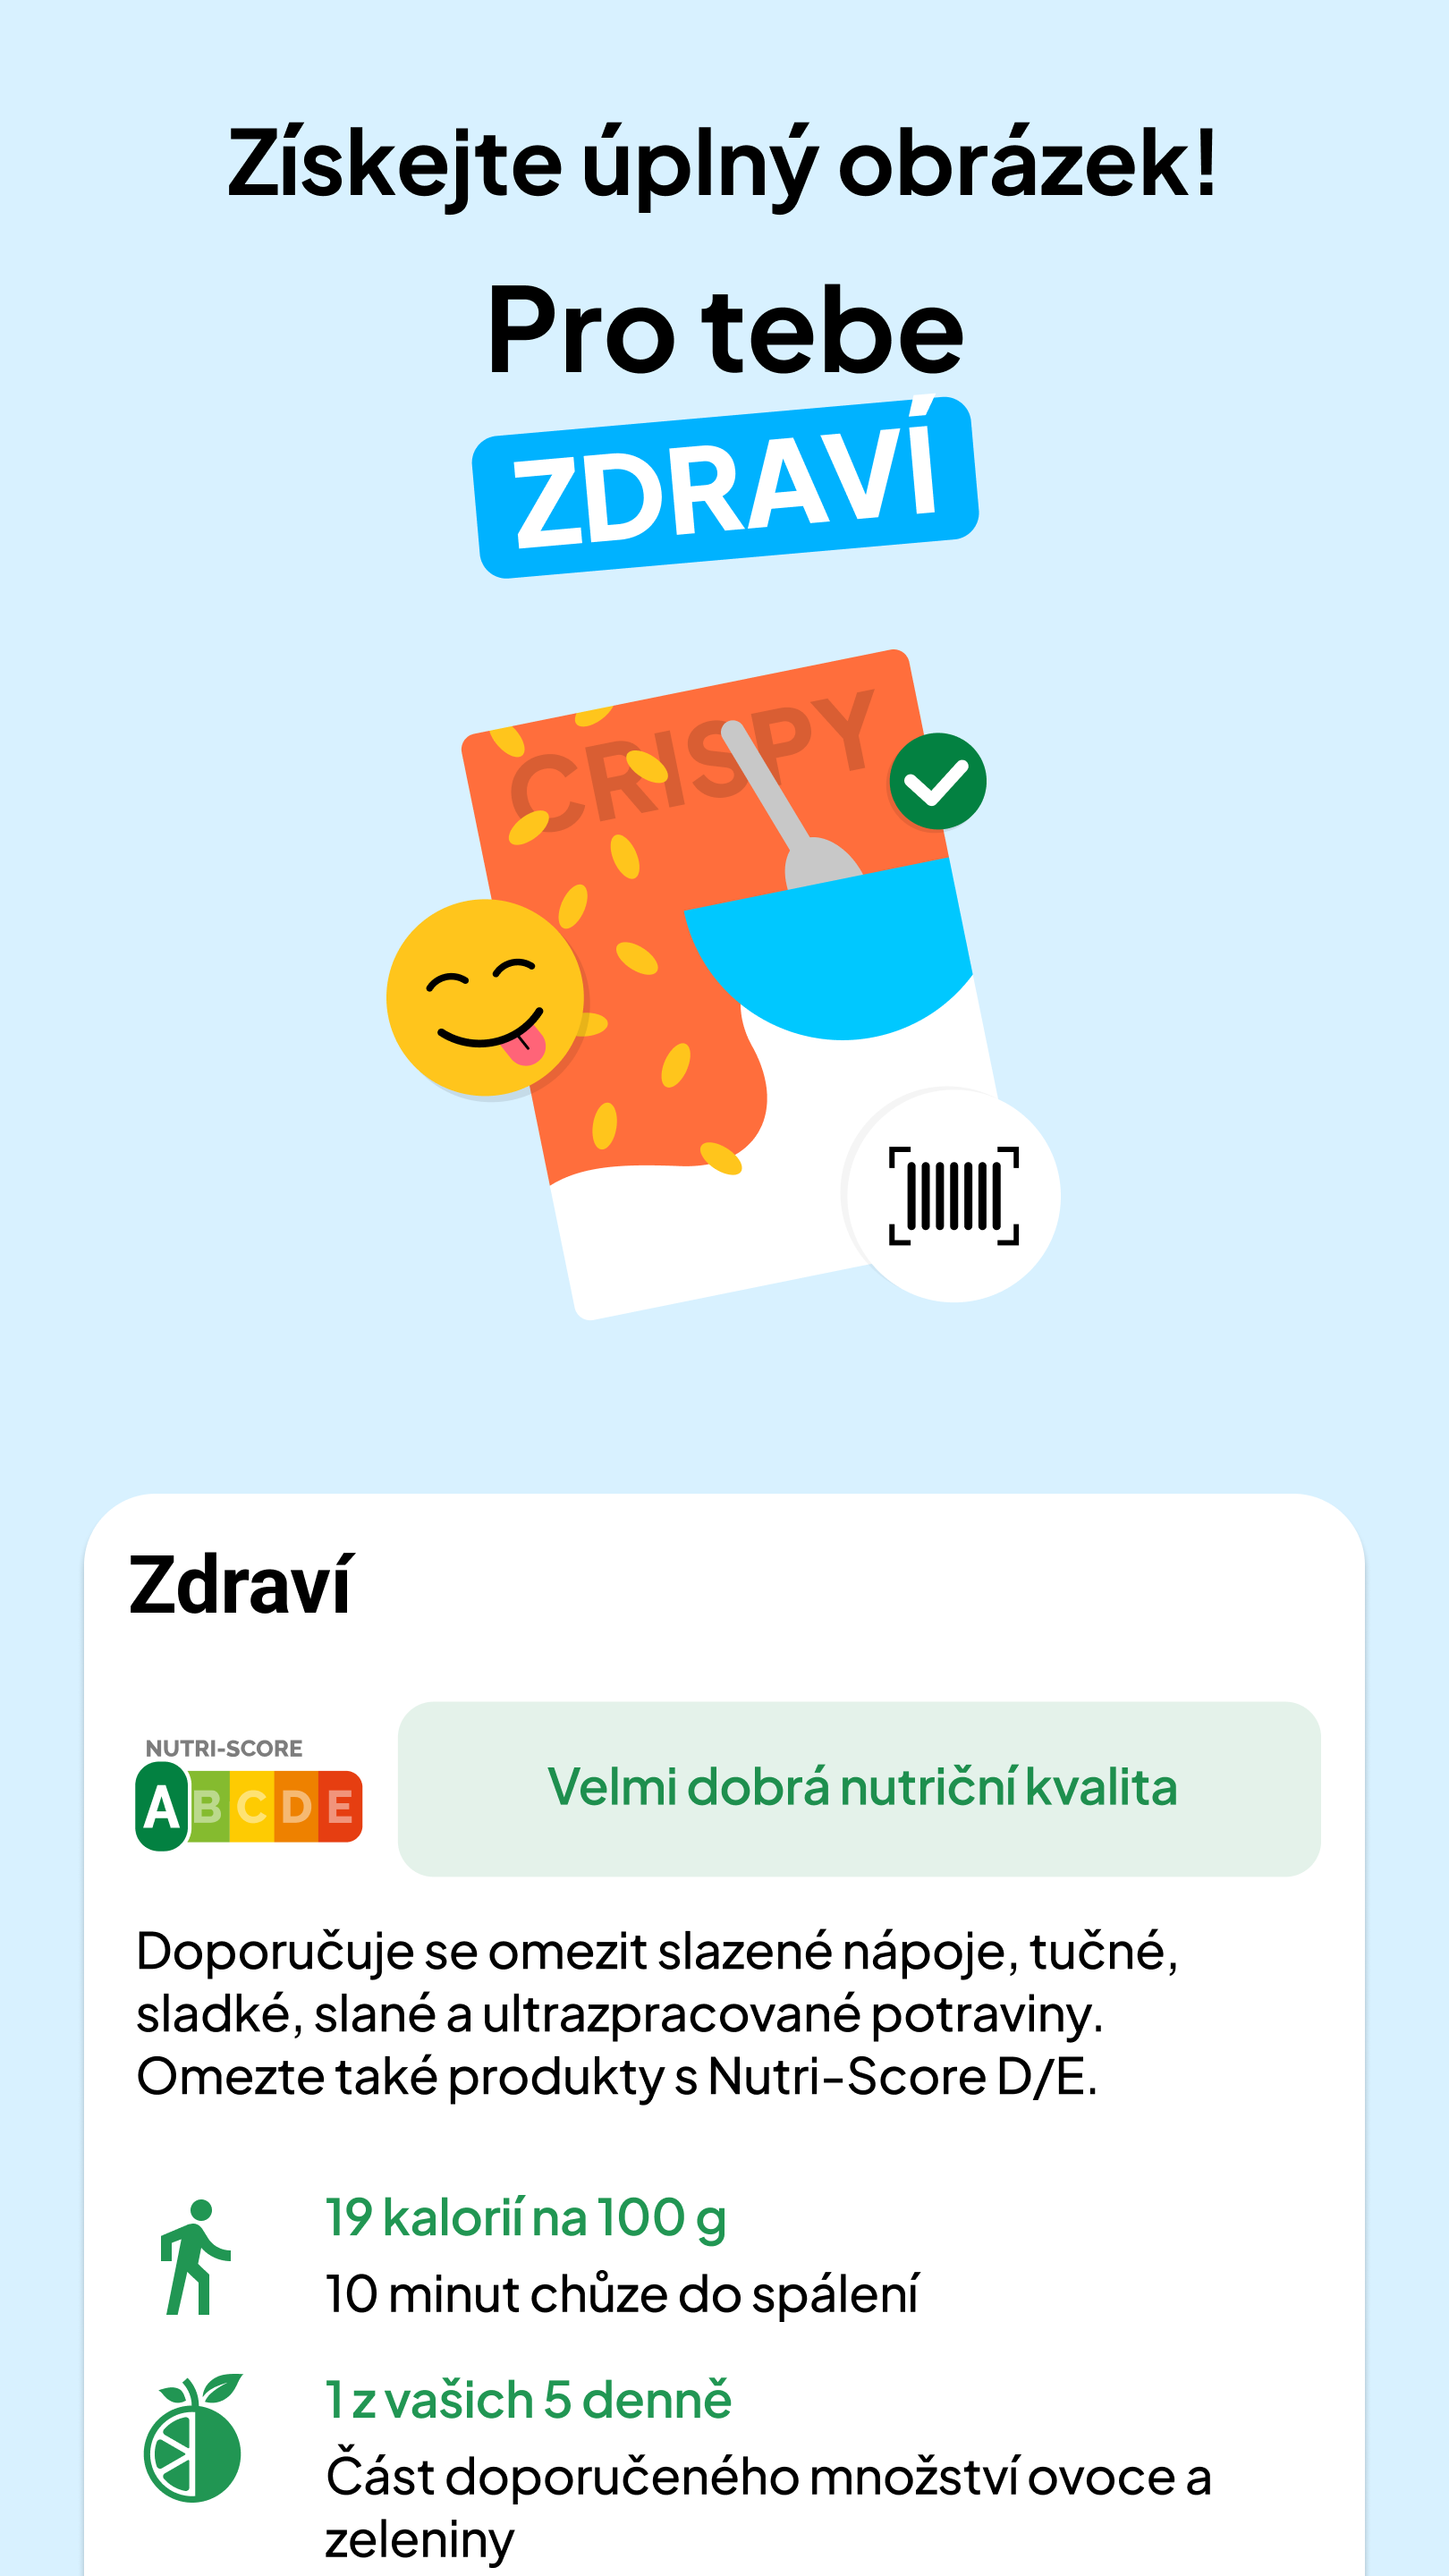 Získejte úplný obrázek!
Pro tebe
ZDRAVÍ
CRISPY
Zdraví
NUTRI-SCORE
A B C D E
Velmi dobrá nutriční kvalita
Doporučuje se omezit slazené nápoje, tučné,
sladké, slané a ultrazpracované potraviny.
Omezte také produkty s Nutri-Score D/E.
19 kalorií na 100 g
10 minut chůze do spálení
1 z vašich 5 denně
Část doporučeného množství ovoce a
zeleniny